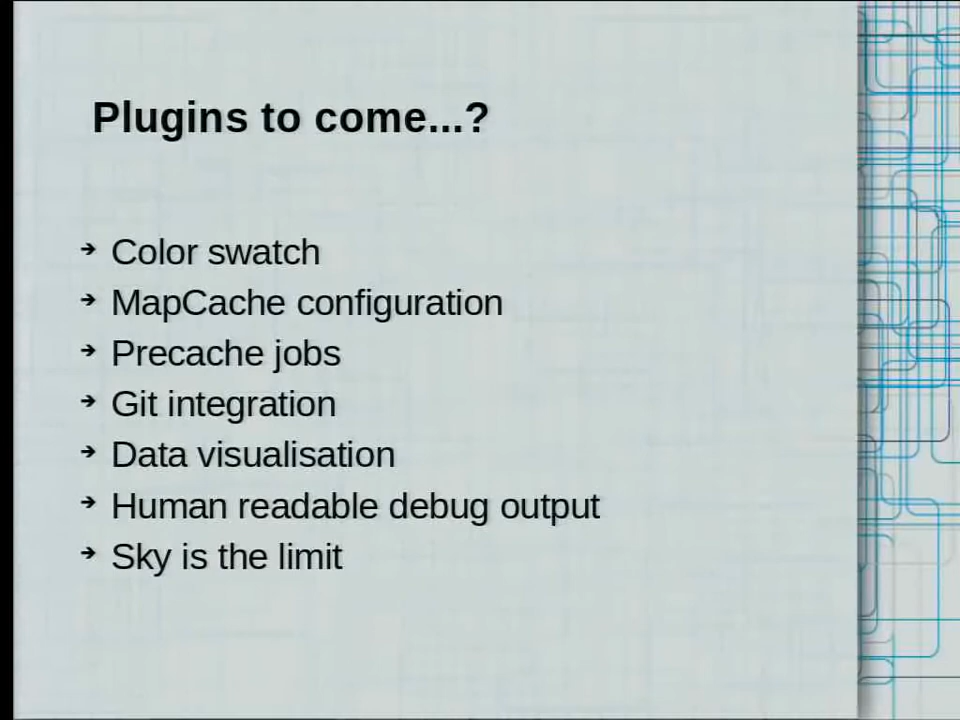 Plugins to come...?
Color swatch
MapCache configuration
Precache jobs
Git integration
Data visualisation
Human readable debug output
Sky is the limit